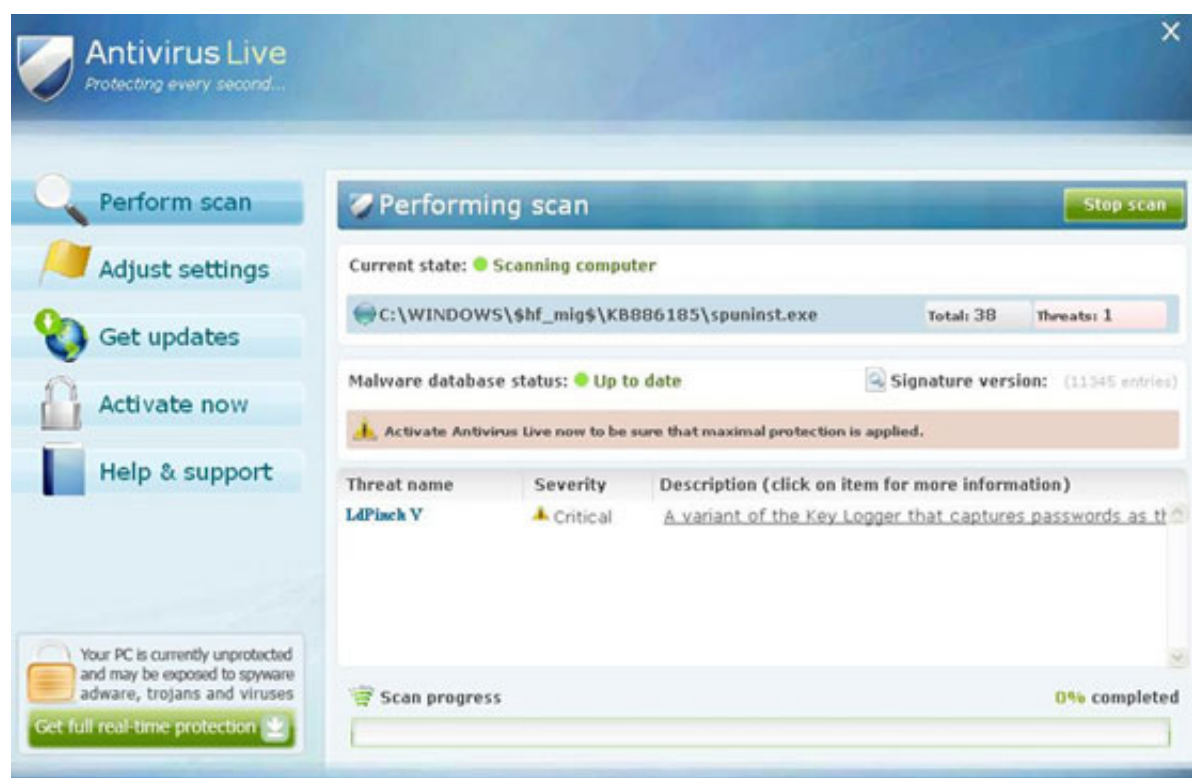 Antivirus Live
Protecting every second...
Perform scan
Adjust settings
Get updates
Activate now
Help & support
Your PC is currently unprotected
and may be exposed to spyware
adware, trojans and viruses
Get full real-time protection
Performing scan
Stop scan
Current state: Scanning computer
C:\WINDOWS\$hf_mig$\KB886185\spuninst.exe Total: 38 Threats: 1
Malware database status: Up to date Signature version: (11345 entries)
Activate Antivirus Live now to be sure that maximal protection is applied.
Threat name Severity Description (click on item for more information)
LdPinch V Critical A variant of the Key Logger that captures passwords as th
Scan progress 0% completed